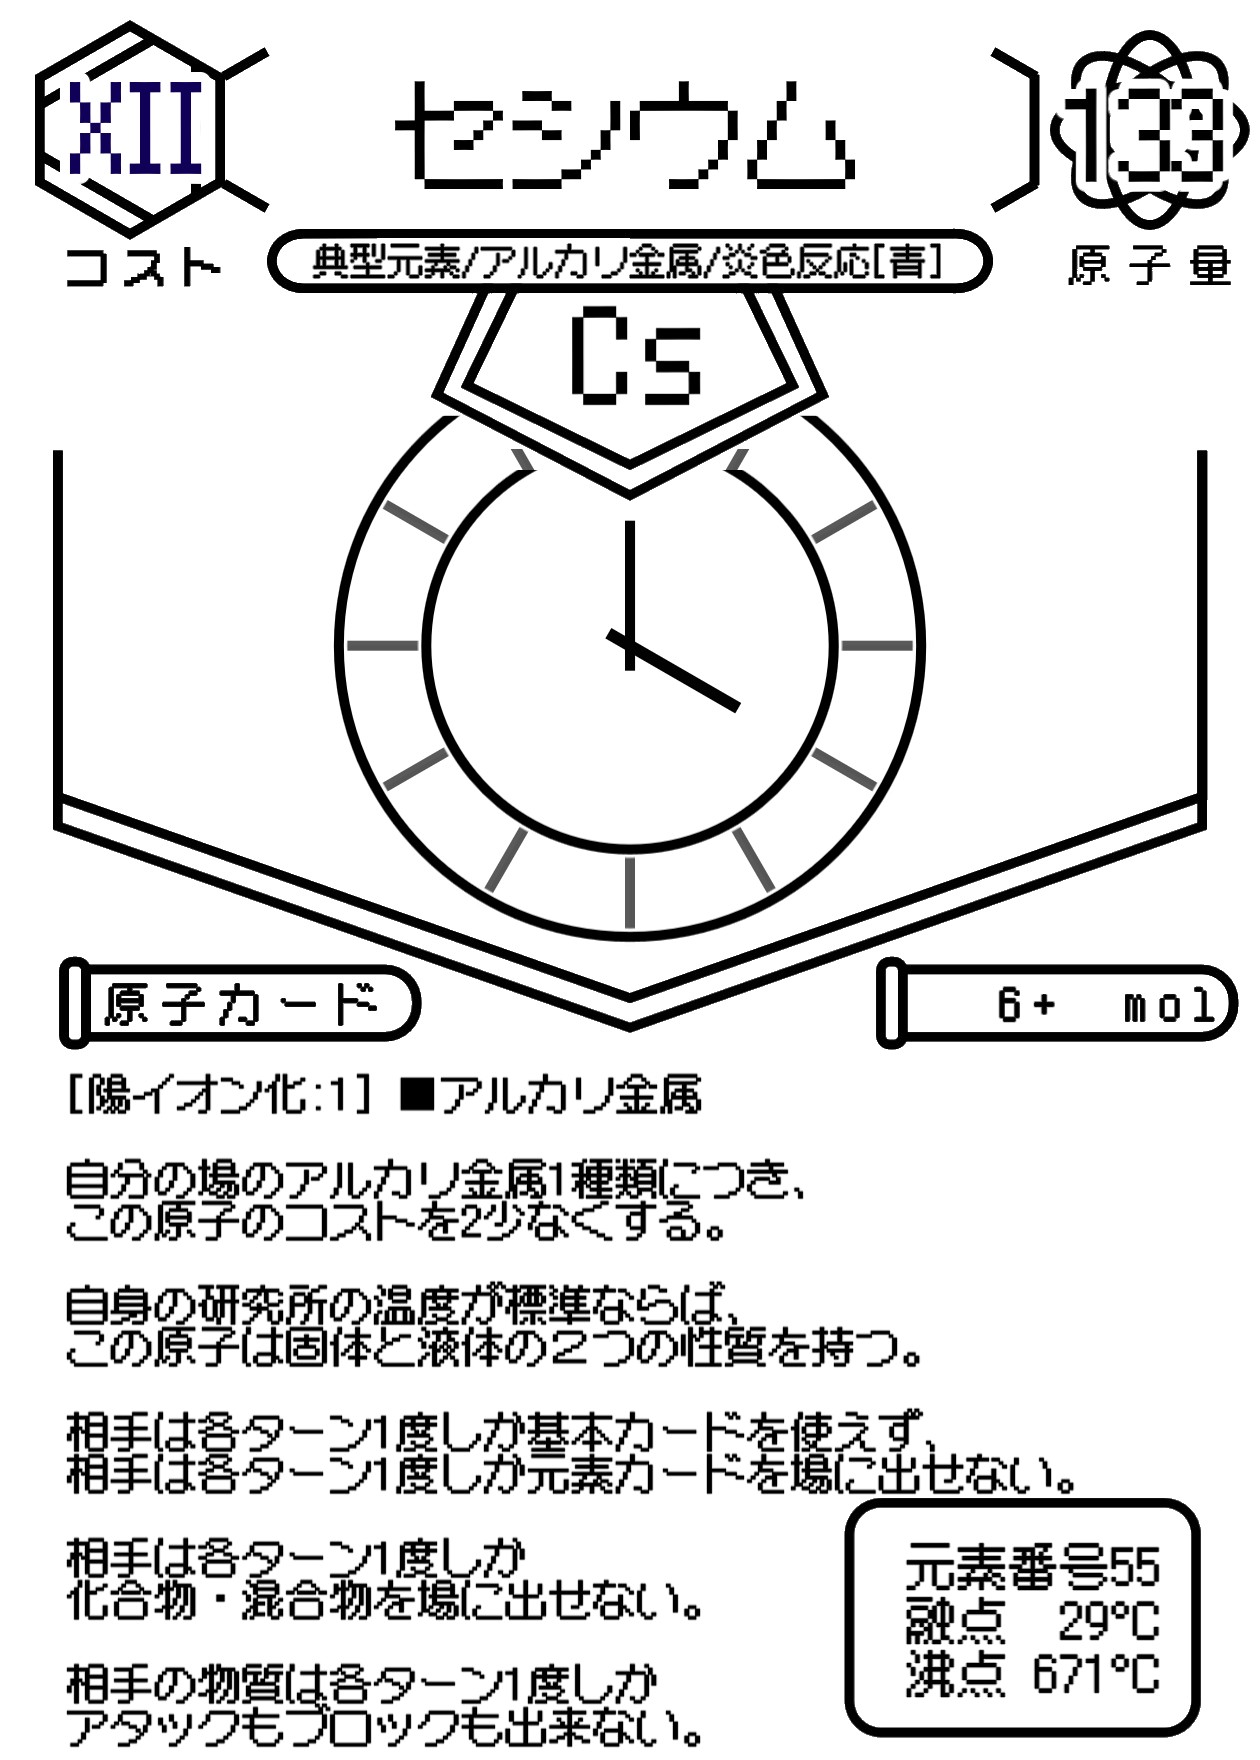 XII
セシウム
133
コスト
典型元素/アルカリ金属/炎色反応[青]
原子量
Cs
原子カード
6+ mol
[陽イオン化:1] ■アルカリ金属
自分の場のアルカリ金属1種類につき、
この原子のコストを2少なくする。
自身の研究所の温度が標準ならば、
この原子は固体と液体の２つの性質を持つ。
相手は各ターン1度しか基本カードを使えず、
相手は各ターン1度しか元素カードを場に出せない。
相手は各ターン1度しか
化合物・混合物を場に出せない。
相手の物質は各ターン1度しか
アタックもブロックも出来ない。
元素番号55
融点 29℃
沸点 671℃